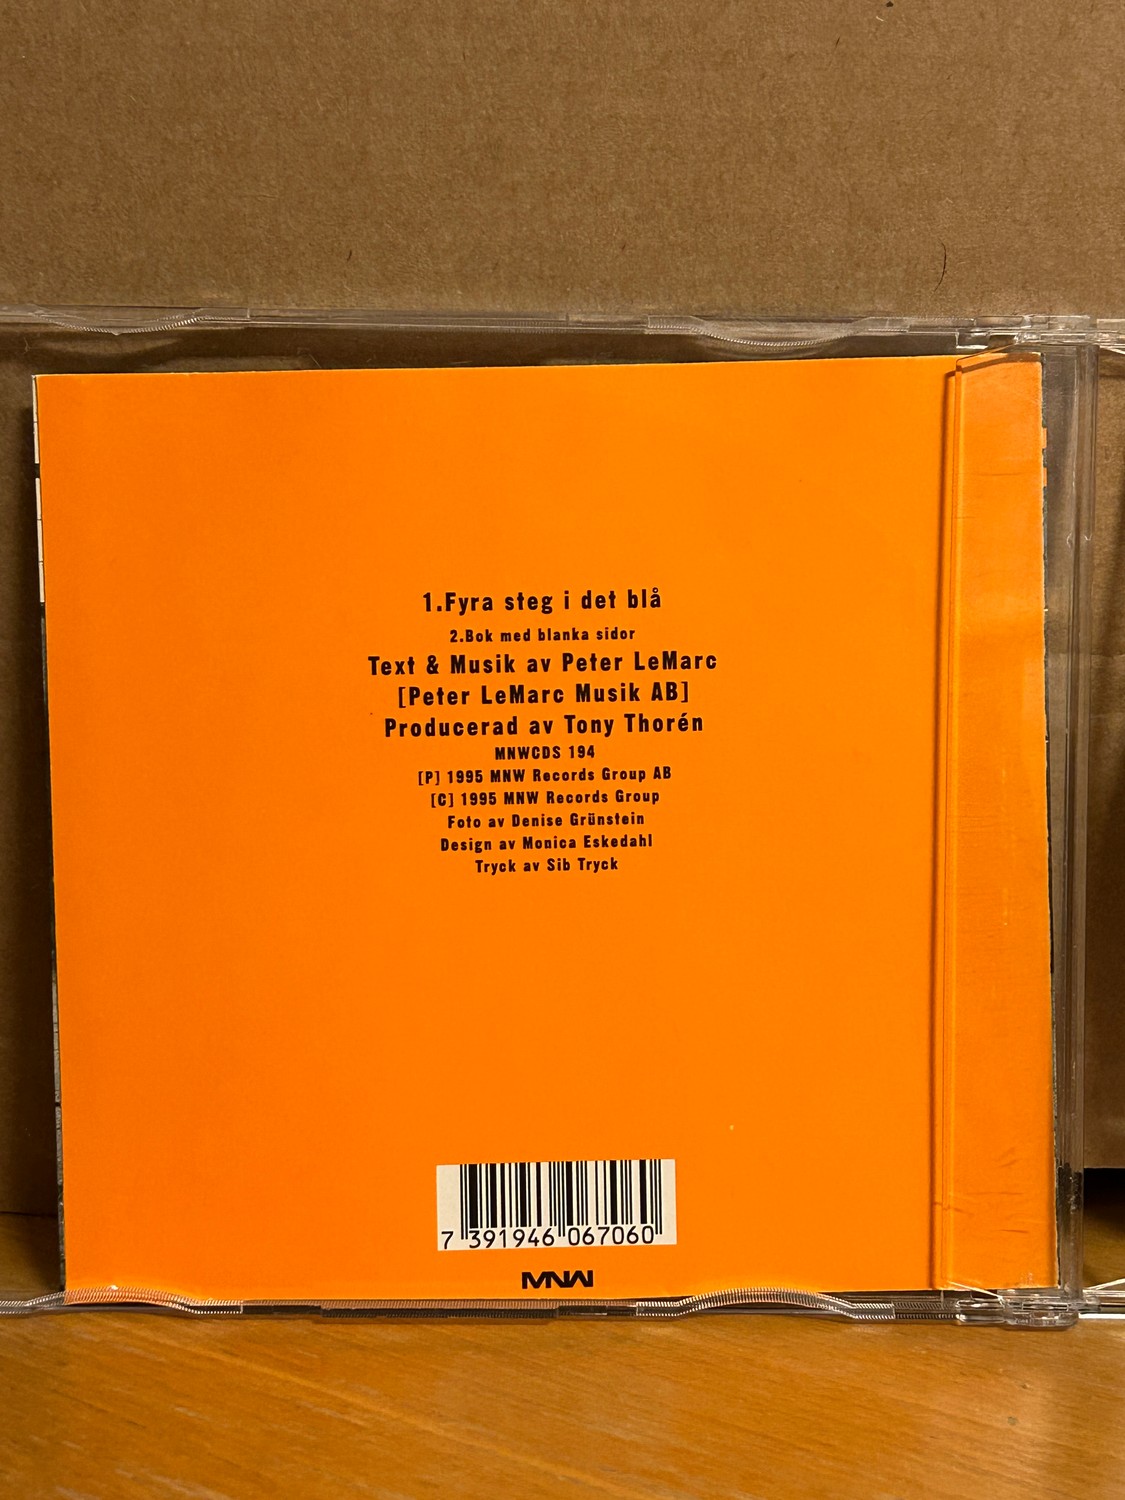 1.Fyra steg i det blå
2.Bok med blanka sidor
Text & Musik av Peter LeMarc
[Peter LeMarc Musik AB]
Producerad av Tony Thorén
MNWCDS 194
[P] 1995 MNW Records Group AB
[C] 1995 MNW Records Group
Foto av Denise Grünstein
Design av Monica Eskedahl
Tryck av Sib Tryck
7 391946 067060
MNW